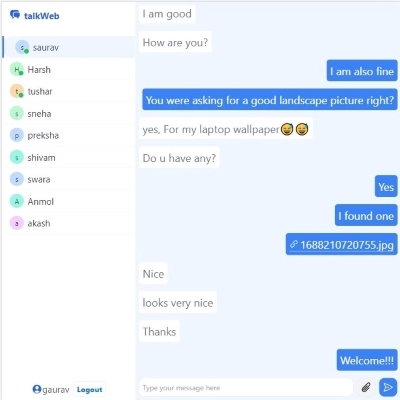 talkWeb
s saurav
H Harsh
t tushar
s sneha
p preksha
s shivam
s swara
A Anmol
a akash
gaurav Logout
I am good
How are you?
I am also fine
You were asking for a good landscape picture right?
yes, For my laptop wallpaper😅😅
Do u have any?
Yes
I found one
1688210720755.jpg
Nice
looks very nice
Thanks
Welcome!!!
Type your message here